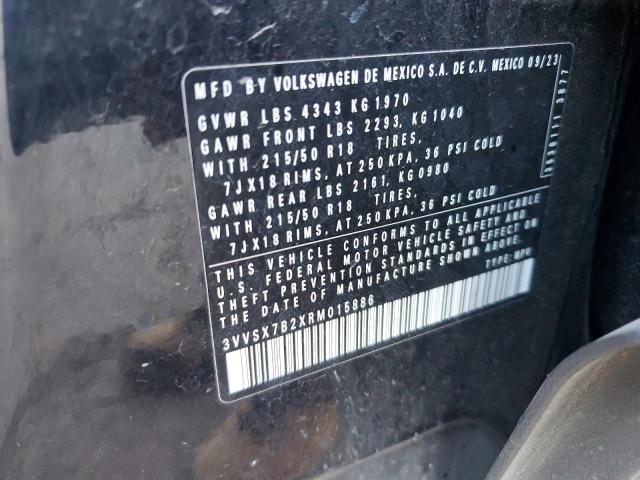 MFD BY VOLKSWAGEN DE MEXICO S.A. DE C.V. MEXICO 09/23
GVWR LBS 4343 KG 1970
GAWR FRONT LBS 2293, KG 1040
WITH 215/50 R18 TIRES,
7JX18 RIMS, AT 250 KPA, 36 PSI COLD
GAWR REAR LBS 2161, KG 0980
WITH 215/50 R18 TIRES,
7JX18 RIMS, AT 250 KPA, 36 PSI COLD
THIS VEHICLE CONFORMS TO ALL APPLICABLE
U.S. FEDERAL MOTOR VEHICLE SAFETY AND
THEFT PREVENTION STANDARDS IN EFFECT ON
THE DATE OF MANUFACTURE SHOWN ABOVE.
TYPE: MPV
3VVSX7B2XRM015886